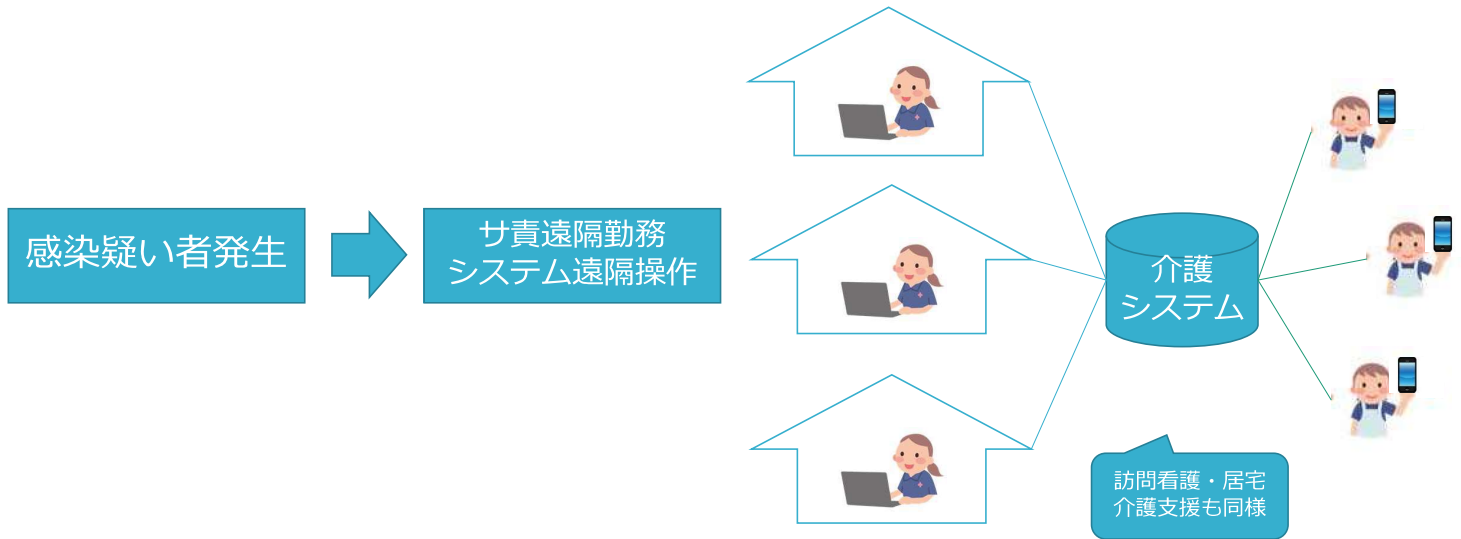 感染疑い者発生
サ責遠隔勤務
システム遠隔操作
介護
システム
訪問看護・居宅
介護支援も同様